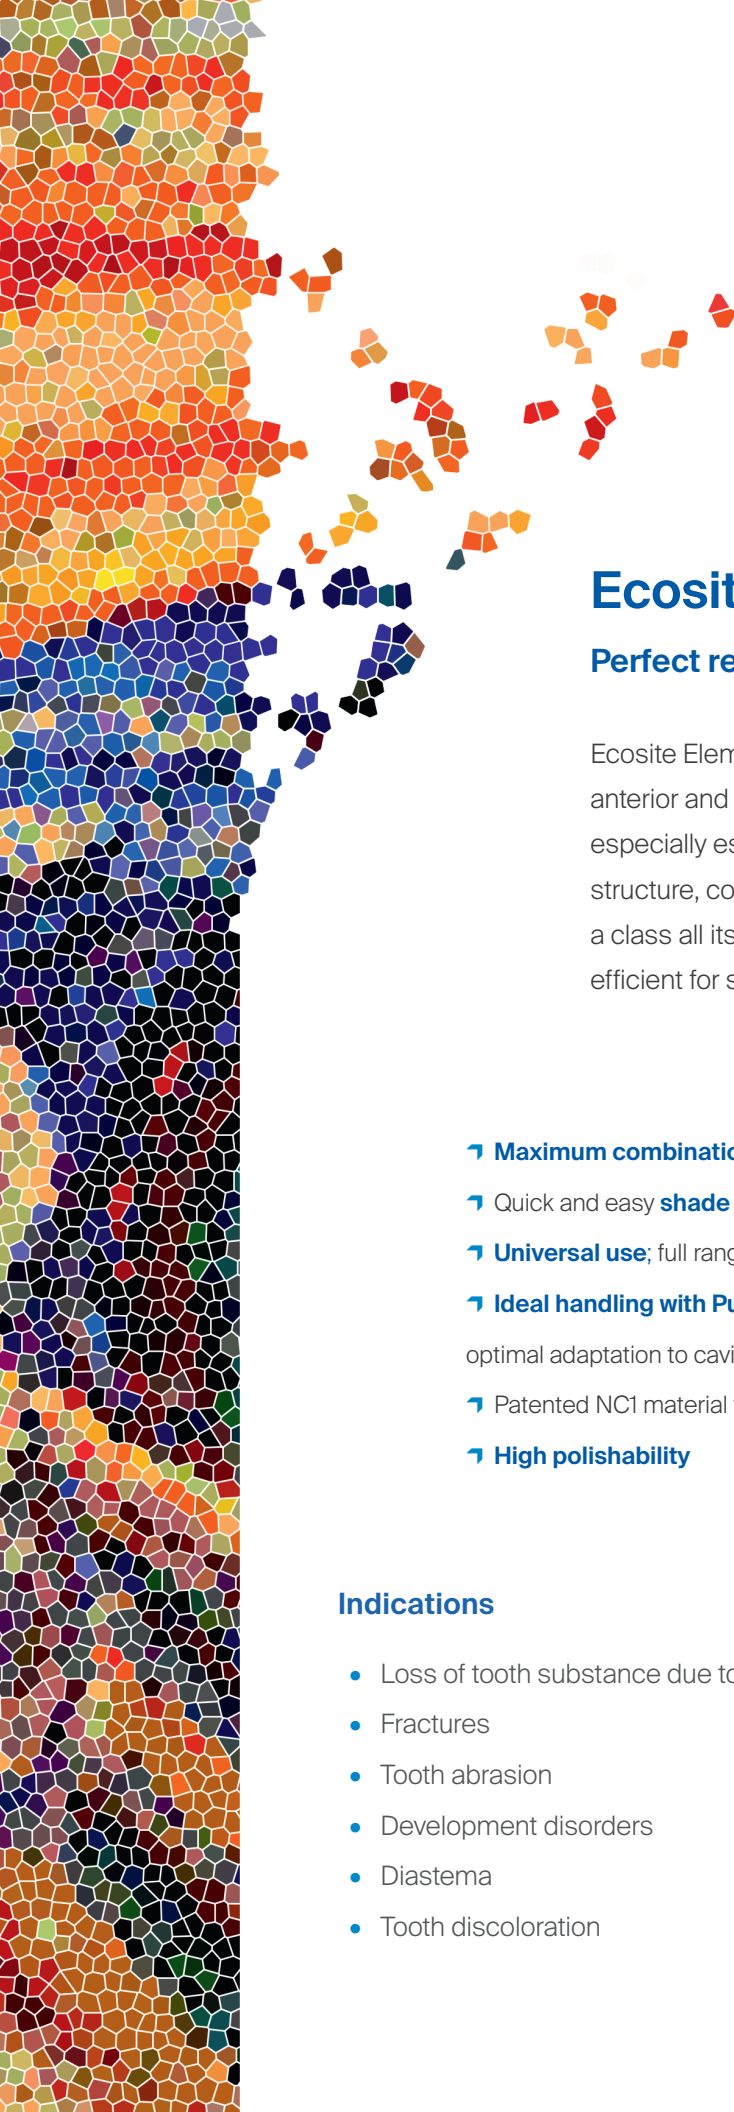 Ecosit
Perfect re
Ecosite Elem
anterior and
especially es
structure, co
a class all its
efficient for s
Maximum combinatio
Quick and easy shade
Universal use; full rang
Ideal handling with Pu
optimal adaptation to cavi
Patented NC1 material
High polishability
Indications
• Loss of tooth substance due to
• Fractures
• Tooth abrasion
• Development disorders
• Diastema
• Tooth discoloration